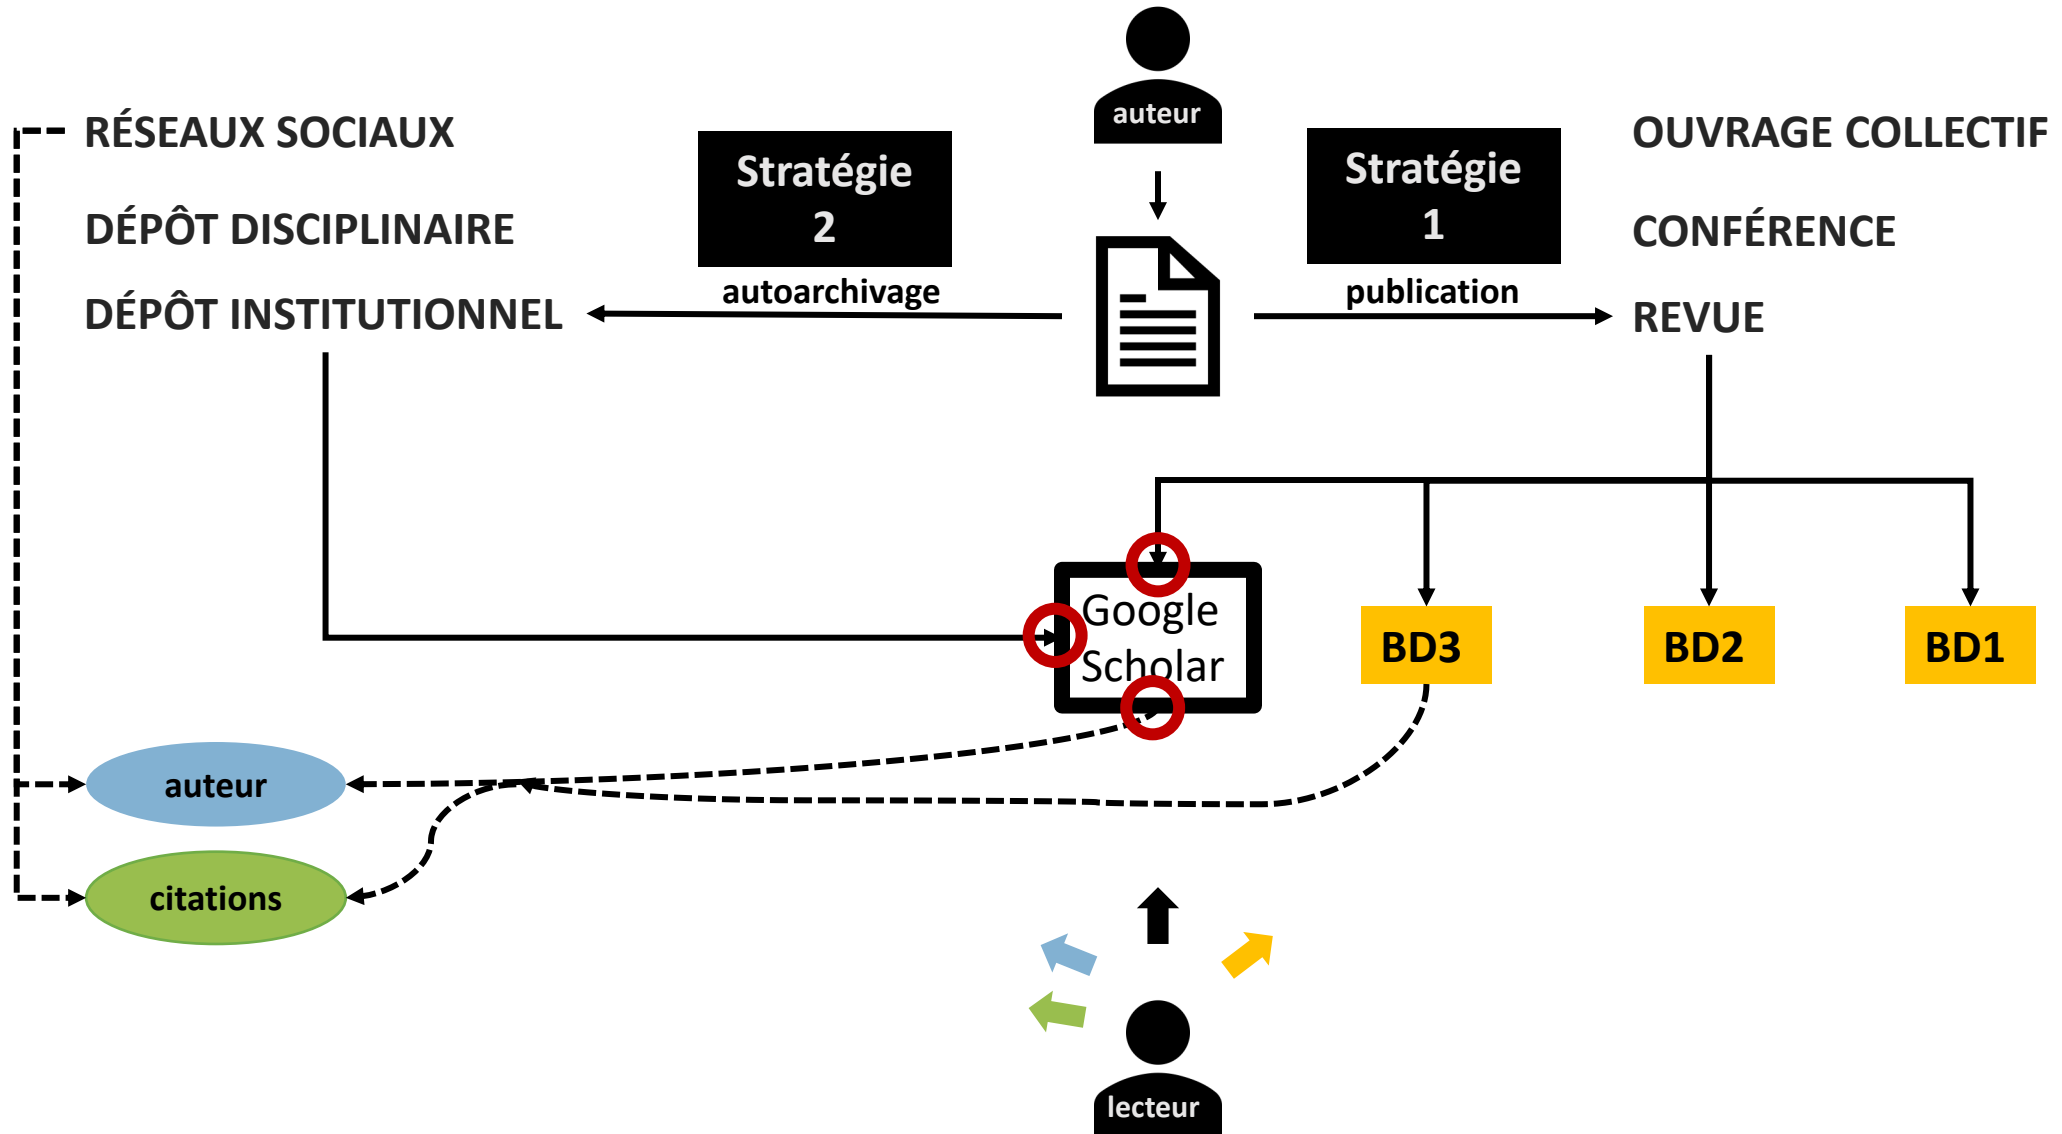 auteur
RÉSEAUX SOCIAUX
DÉPÔT DISCIPLINAIRE
DÉPÔT INSTITUTIONNEL
Stratégie
2
autoarchivage
Stratégie
1
publication
OUVRAGE COLLECTIF
CONFÉRENCE
REVUE
Google
Scholar
BD3
BD2
BD1
auteur
citations
lecteur